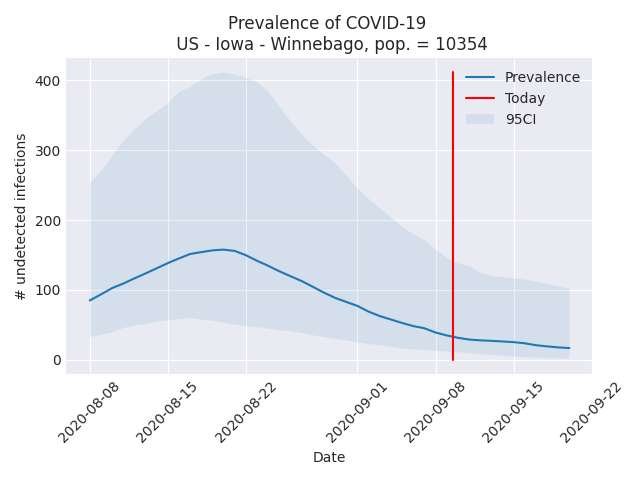 Prevalence of COVID-19
US - Iowa - Winnebago, pop. = 10354
Prevalence
Today
95CI
400
300
200
100
0
# undetected infections
2020-08-08
2020-08-15
2020-08-22
2020-09-01
2020-09-08
2020-09-15
2020-09-22
Date